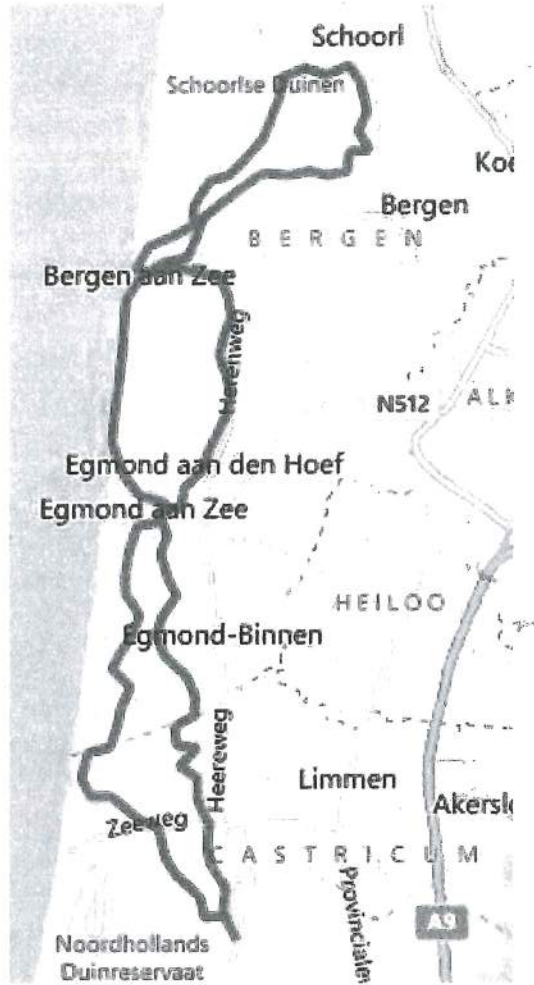 Schoorl
Schoorlse Duinen
Bergen
BERGEN
Bergen aan Zee
Herenweg
N512
Egmond aan den Hoef
Egmond aan Zee
HEILOO
Egmond-Binnen
Heereweg
Limmen
Zeeweg
CASTRICUM
A9
Noordhollands
Duinreservaat